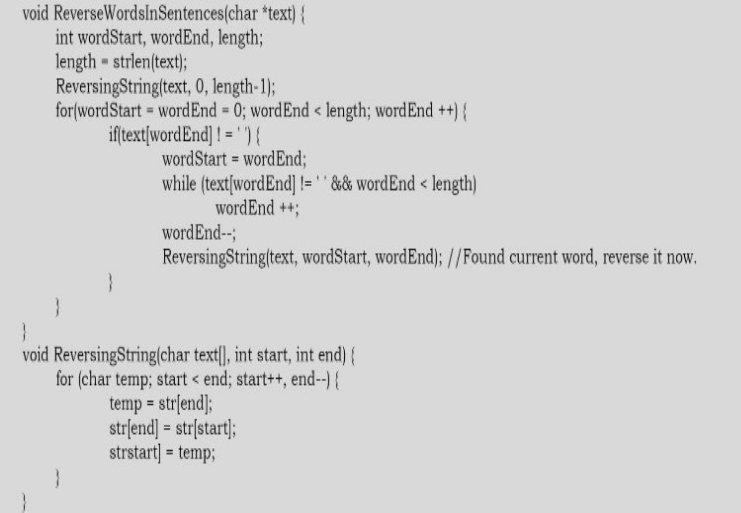 void ReverseWordsInSentences(char *text) {
int wordStart, wordEnd, length;
length = strlen(text);
ReversingString(text, 0, length-1);
for(wordStart = wordEnd = 0; wordEnd < length; wordEnd ++) {
if(text[wordEnd] ! = ' ') {
wordStart = wordEnd;
while (text[wordEnd] != ' ' && wordEnd < length)
wordEnd ++;
wordEnd--;
ReversingString(text, wordStart, wordEnd); //Found current word, reverse it now.
}
}
}
void ReversingString(char text[], int start, int end) {
for (char temp; start < end; start++, end--) {
temp = str[end];
str[end] = str[start];
strstart] = temp;
}
}